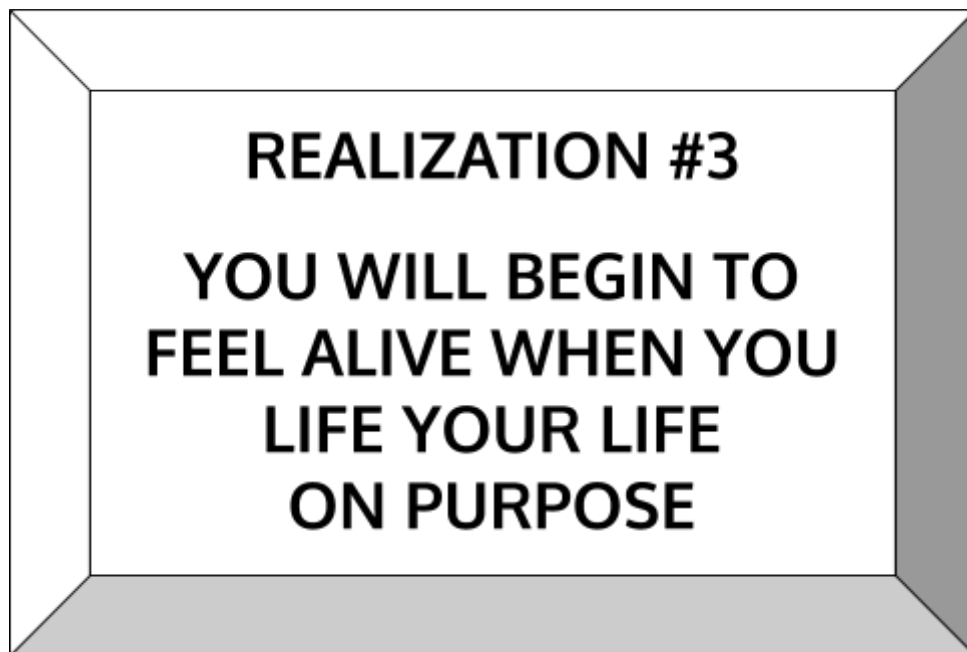 REALIZATION #3
YOU WILL BEGIN TO
FEEL ALIVE WHEN YOU
LIFE YOUR LIFE
ON PURPOSE